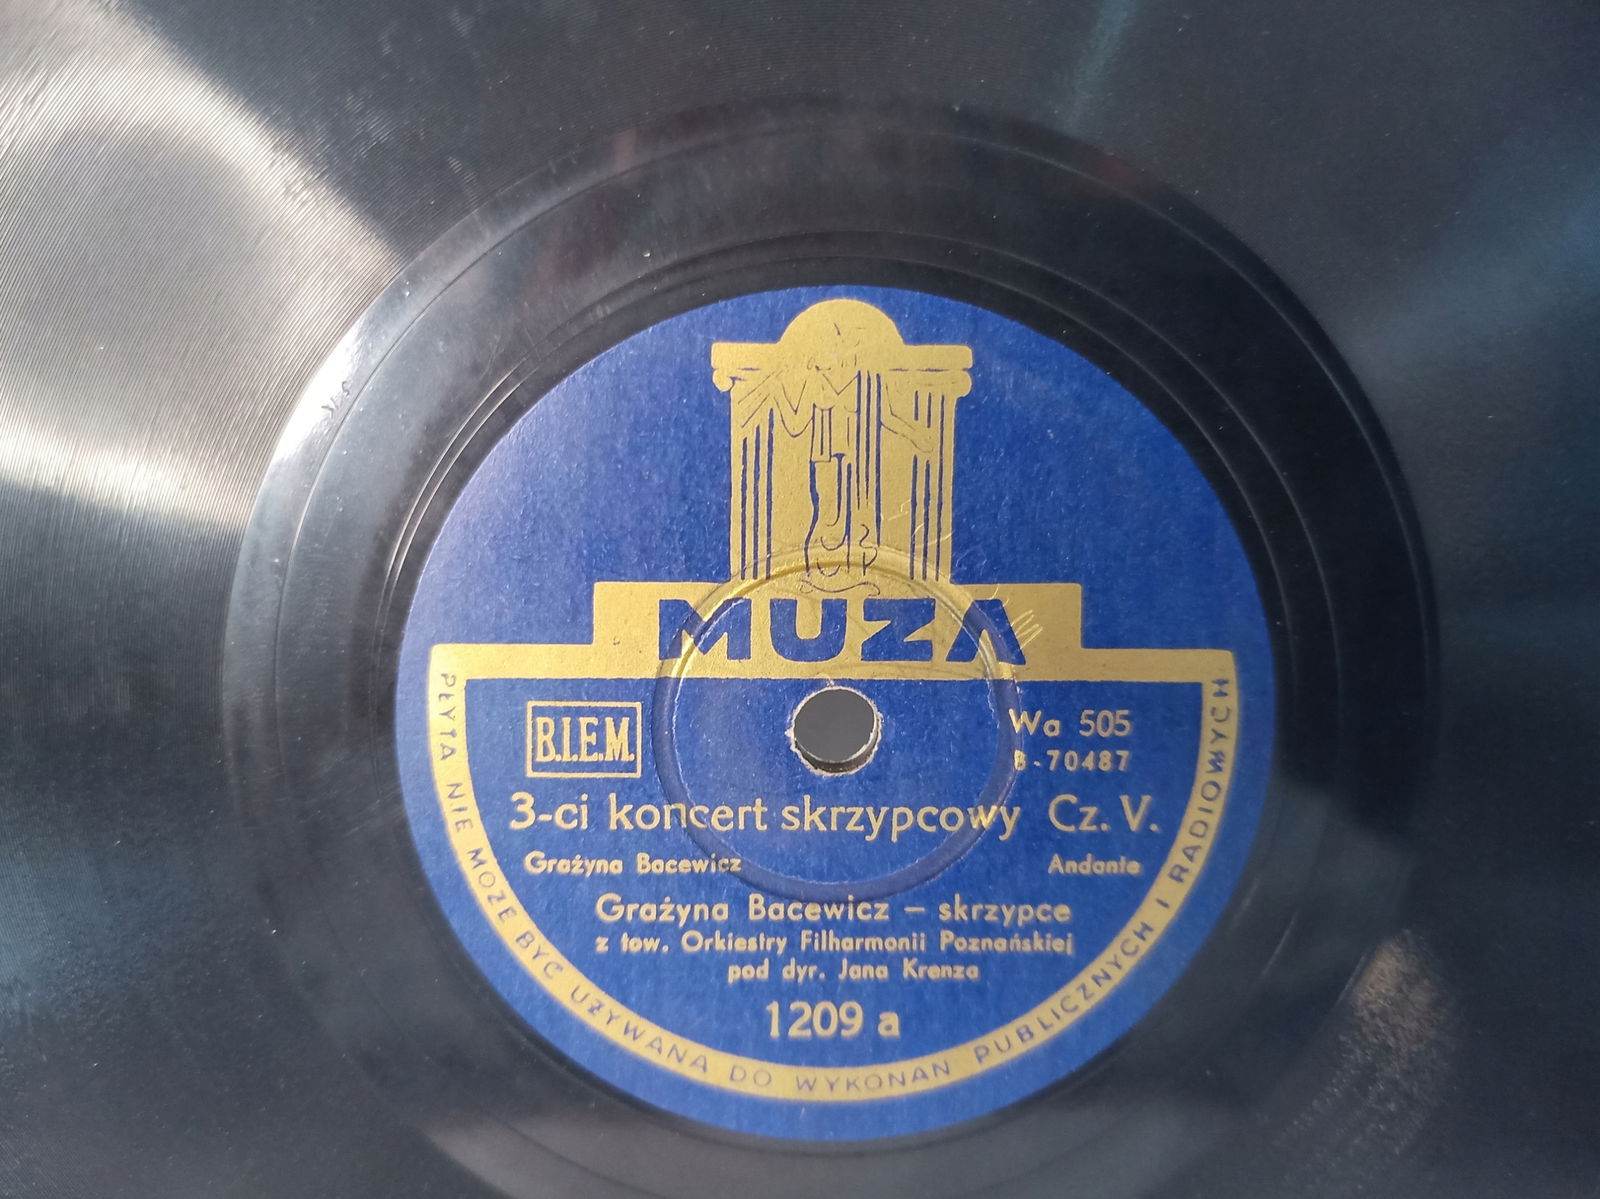 MUZA
B.I.E.M.
Wa 505
B-70487
3-ci koncert skrzypcowy Cz. V.
Grażyna Bacewicz Andante
Grażyna Bacewicz – skrzypce
z tow. Orkiestry Filharmonii Poznańskiej
pod dyr. Jana Krenza
1209 a
PŁYTA NIE MOŻE BYĆ UŻYWANA DO WYKONAŃ PUBLICZNYCH I RADIOWYCH